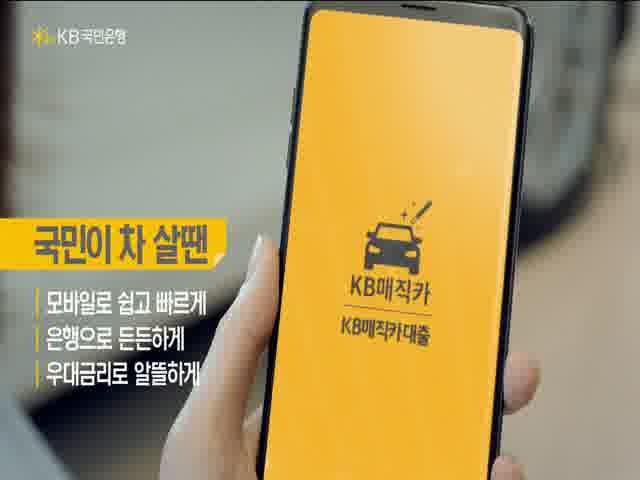 KB국민은행
국민이 차 살땐
모바일로 쉽고 빠르게
은행으로 든든하게
우대금리로 알뜰하게
KB매직카
KB매직카대출